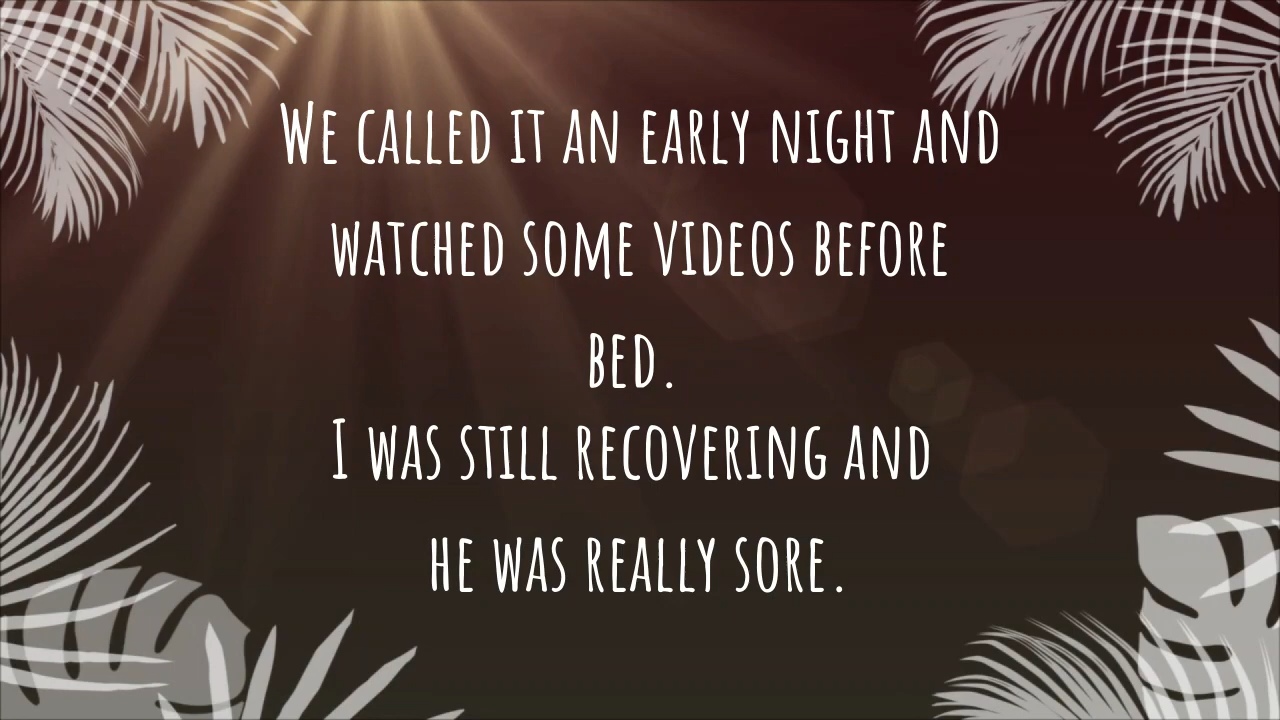 We called it an early night and
watched some videos before
bed.
I was still recovering and
he was really sore.